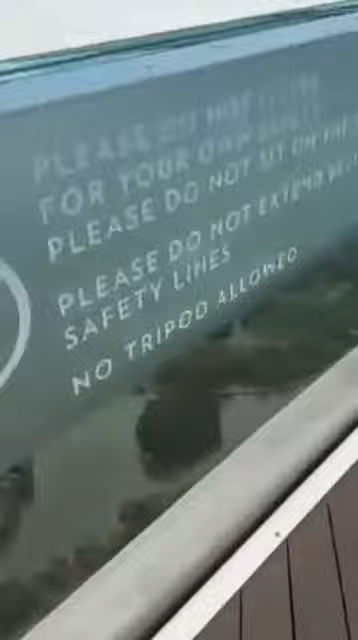 PLEASE DO NOT
FOR YOUR OWN SAFETY
PLEASE DO NOT SIT ON THE
PLEASE DO NOT EXTEND
SAFETY LINES
NO TRIPOD ALLOWED